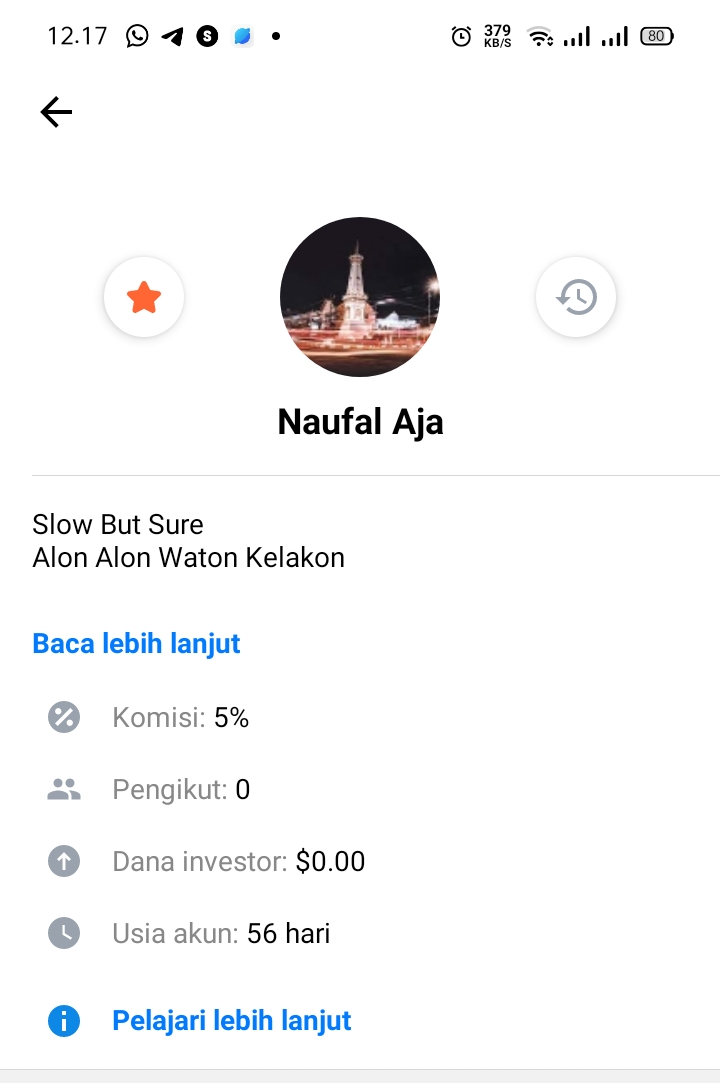 12.17
379
KB/S
80
Naufal Aja
Slow But Sure
Alon Alon Waton Kelakon
Baca lebih lanjut
Komisi: 5%
Pengikut: 0
Dana investor: $0.00
Usia akun: 56 hari
Pelajari lebih lanjut